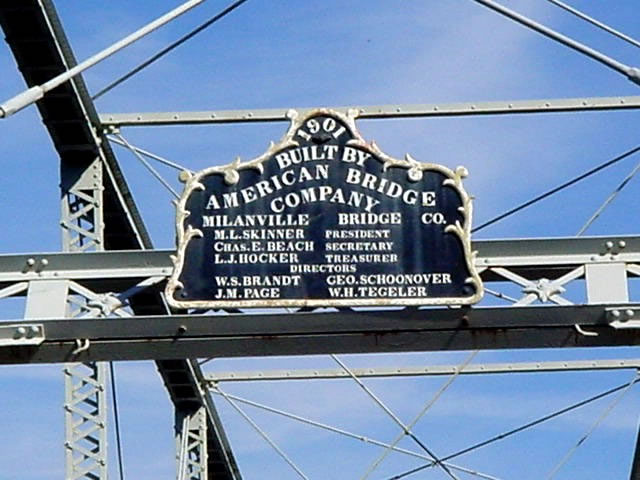 1901
BUILT BY
AMERICAN BRIDGE
COMPANY
MILANVILLE BRIDGE CO.
M.L.SKINNER PRESIDENT
CHAS.E.BEACH SECRETARY
L.J.HOCKER TREASURER
DIRECTORS
W.S.BRANDT GEO.SCHOONOVER
J.M.PAGE W.H.TEGELER